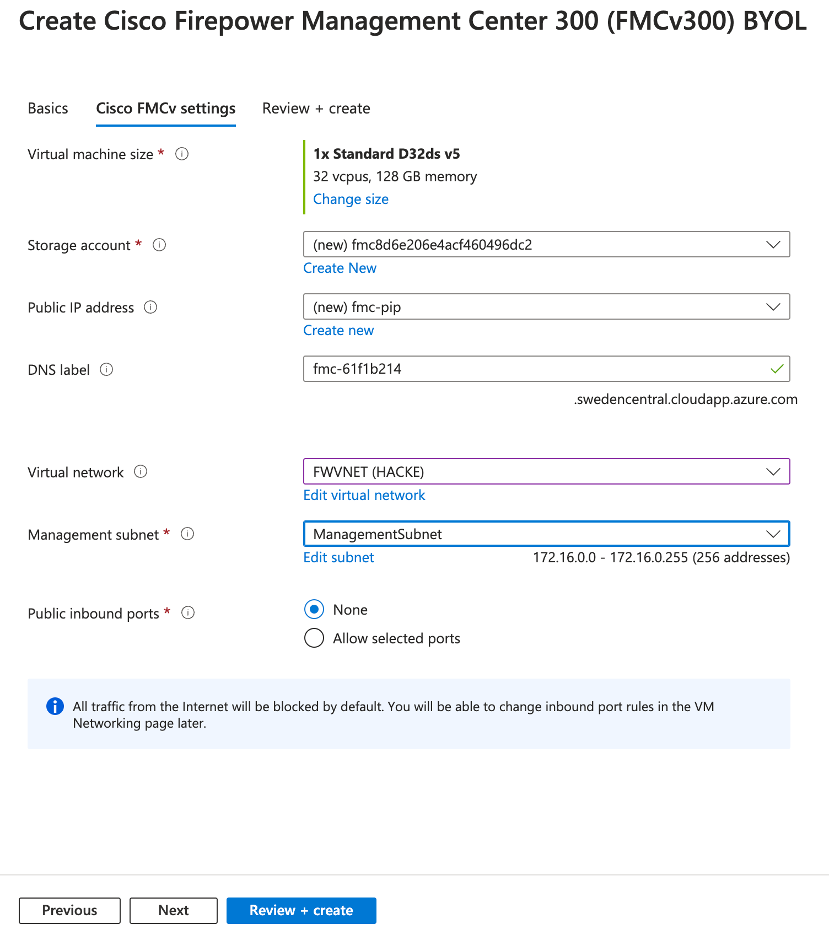 Create Cisco Firepower Management Center 300 (FMCv300) BYOL
Basics
Cisco FMCv settings
Review + create
Virtual machine size *
1x Standard D32ds v5
32 vcpus, 128 GB memory
Change size
Storage account *
(new) fmc8d6e206e4acf460496dc2
Create New
Public IP address
(new) fmc-pip
Create new
DNS label
fmc-61f1b214
.swedencentral.cloudapp.azure.com
Virtual network
FWVNET (HACKE)
Edit virtual network
Management subnet *
ManagementSubnet
Edit subnet
172.16.0.0 - 172.16.0.255 (256 addresses)
Public inbound ports *
None
Allow selected ports
All traffic from the Internet will be blocked by default. You will be able to change inbound port rules in the VM
Networking page later.
Previous
Next
Review + create